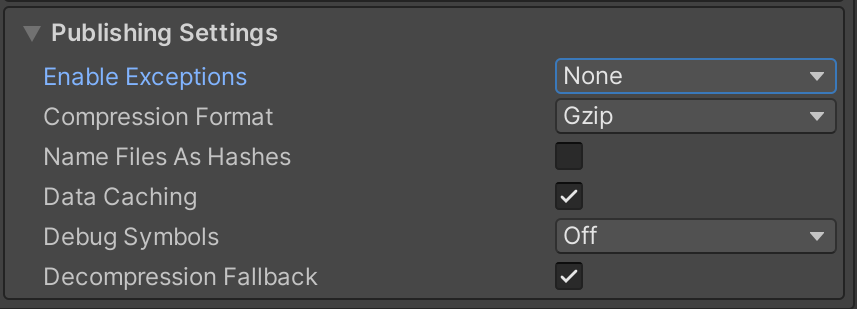 Publishing Settings
Enable Exceptions None
Compression Format Gzip
Name Files As Hashes
Data Caching
Debug Symbols Off
Decompression Fallback